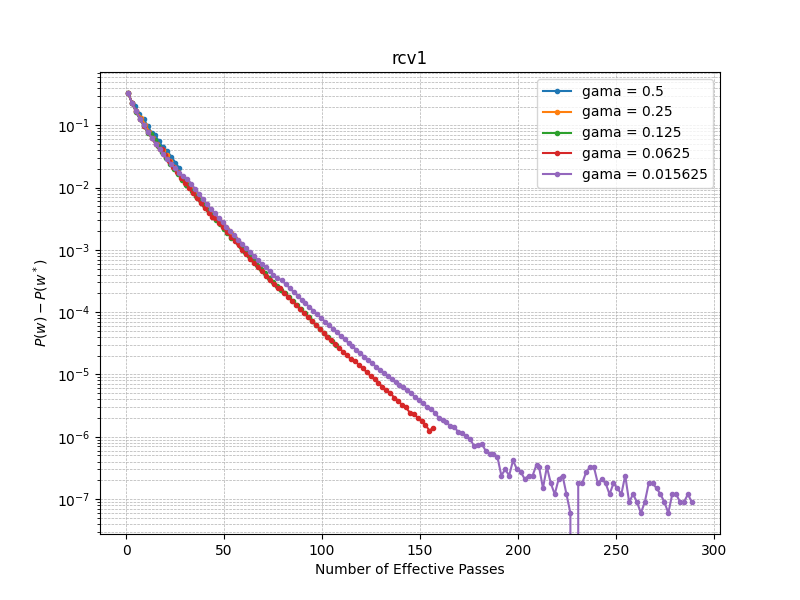 rcv1
gama = 0.5
gama = 0.25
gama = 0.125
gama = 0.0625
gama = 0.015625
P(w) − P(w*)
10⁻¹
10⁻²
10⁻³
10⁻⁴
10⁻⁵
10⁻⁶
10⁻⁷
0 50 100 150 200 250 300
Number of Effective Passes